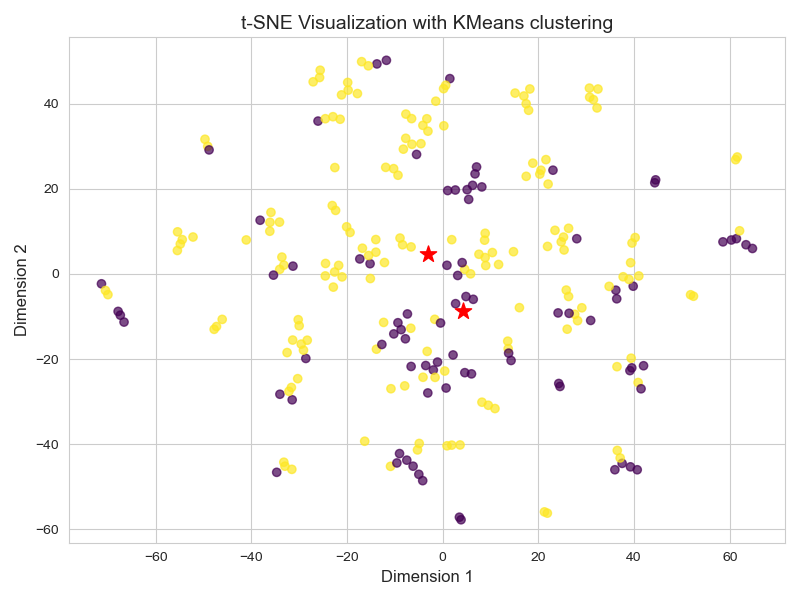 t-SNE Visualization with KMeans clustering
40
20
0
−20
−40
−60
Dimension 2
−60 −40 −20 0 20 40 60
Dimension 1